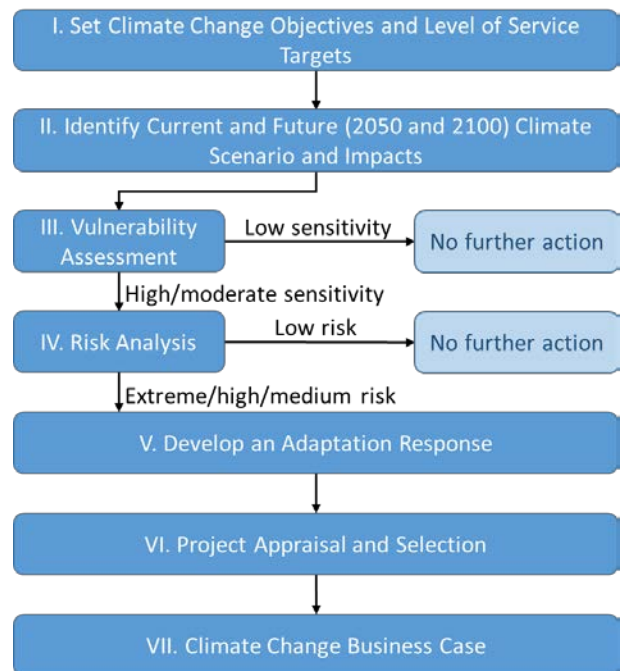 I. Set Climate Change Objectives and Level of Service
Targets
II. Identify Current and Future (2050 and 2100) Climate
Scenario and Impacts
III. Vulnerability
Assessment
Low sensitivity
No further action
High/moderate sensitivity
IV. Risk Analysis
Low risk
No further action
Extreme/high/medium risk
V. Develop an Adaptation Response
VI. Project Appraisal and Selection
VII. Climate Change Business Case